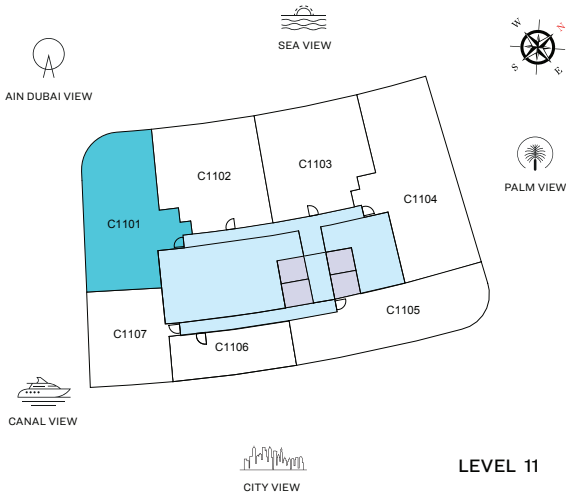 SEA VIEW
W
N
S
E
AIN DUBAI VIEW
PALM VIEW
C1103
C1102
C1104
C1101
C1105
C1107
C1106
CANAL VIEW
LEVEL 11
CITY VIEW